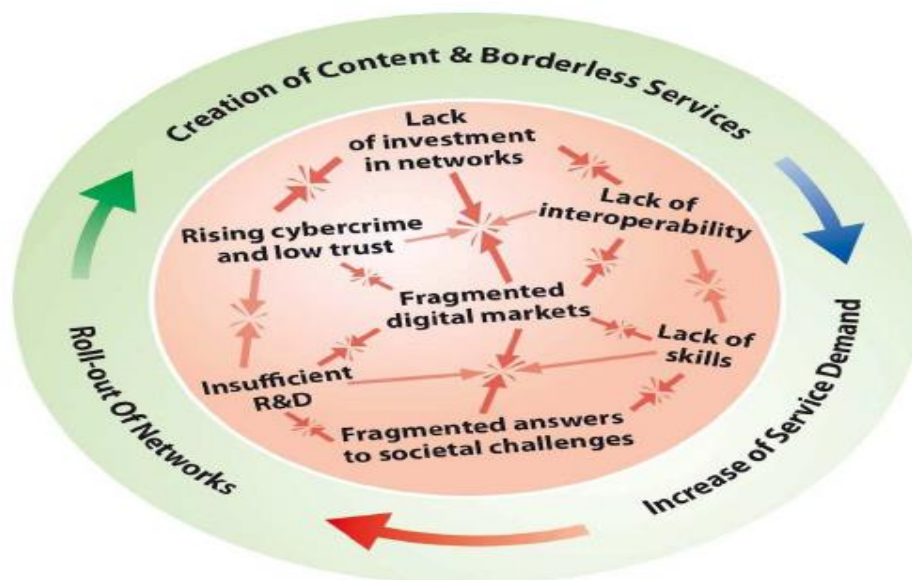 Creation of Content & Borderless Services
Lack
of investment
in networks
Rising cybercrime
and low trust
Lack of
interoperability
Fragmented
digital markets
Lack of
skills
Insufficient
R&D
Fragmented answers
to societal challenges
Increase of Service Demand
Roll-out Of Networks